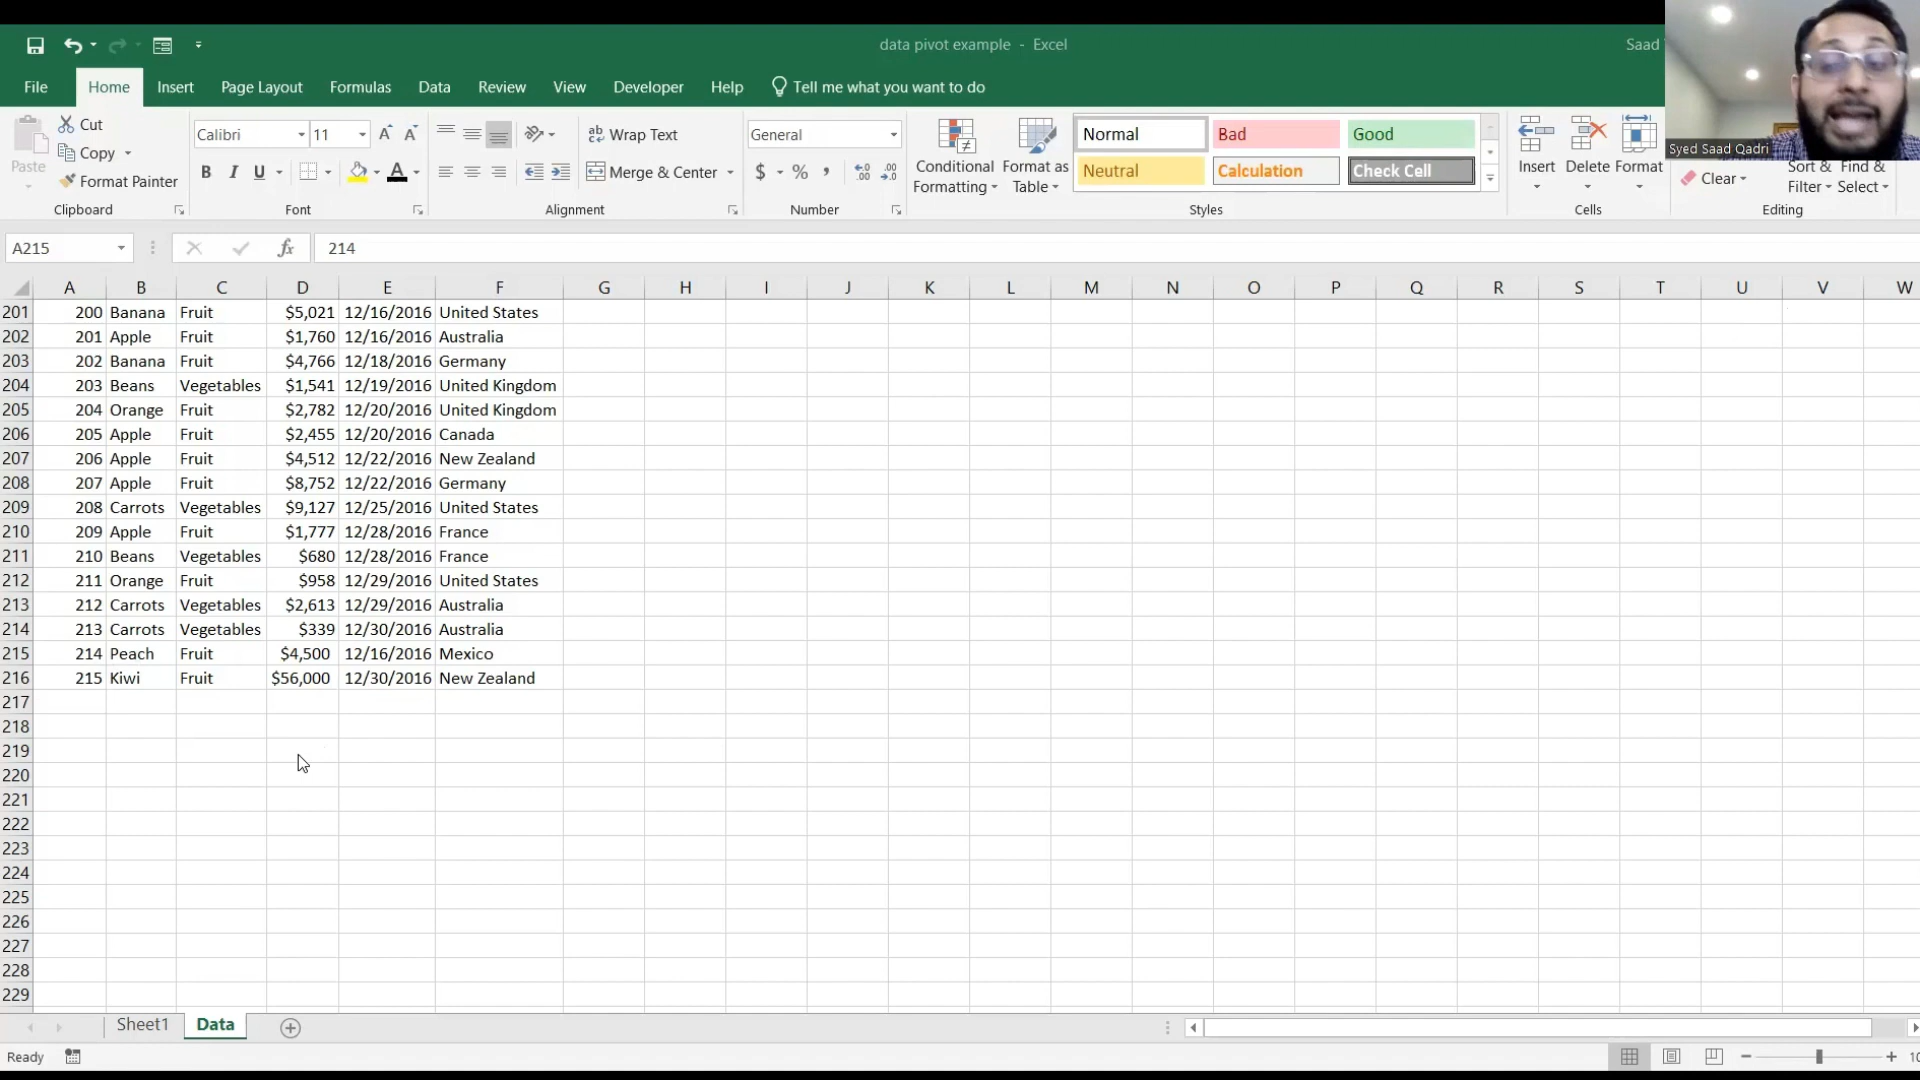 data pivot example - Excel
Saad
File Home Insert Page Layout Formulas Data Review View Developer Help Tell me what you want to do
Paste
Cut
Copy
Format Painter
Clipboard
Calibri 11
B I U
Font
Wrap Text
Merge & Center
Alignment
General
$ % ,
Number
Conditional Formatting
Format as Table
Normal Bad Good
Neutral Calculation Check Cell
Styles
Insert Delete Format
Cells
Clear
Sort & Filter
Find & Select
Editing
Syed Saad Qadri
A215 fx 214
A B C D E F G H I J K L M N O P Q R S T U V W
201 200 Banana Fruit $5,021 12/16/2016 United States
202 201 Apple Fruit $1,760 12/16/2016 Australia
203 202 Banana Fruit $4,766 12/18/2016 Germany
204 203 Beans Vegetables $1,541 12/19/2016 United Kingdom
205 204 Orange Fruit $2,782 12/20/2016 United Kingdom
206 205 Apple Fruit $2,455 12/20/2016 Canada
207 206 Apple Fruit $4,512 12/22/2016 New Zealand
208 207 Apple Fruit $8,752 12/22/2016 Germany
209 208 Carrots Vegetables $9,127 12/25/2016 United States
210 209 Apple Fruit $1,777 12/28/2016 France
211 210 Beans Vegetables $680 12/28/2016 France
212 211 Orange Fruit $958 12/29/2016 United States
213 212 Carrots Vegetables $2,613 12/29/2016 Australia
214 213 Carrots Vegetables $339 12/30/2016 Australia
215 214 Peach Fruit $4,500 12/16/2016 Mexico
216 215 Kiwi Fruit $56,000 12/30/2016 New Zealand
217
218
219
220
221
222
223
224
225
226
227
228
229
Sheet1 Data
Ready
10